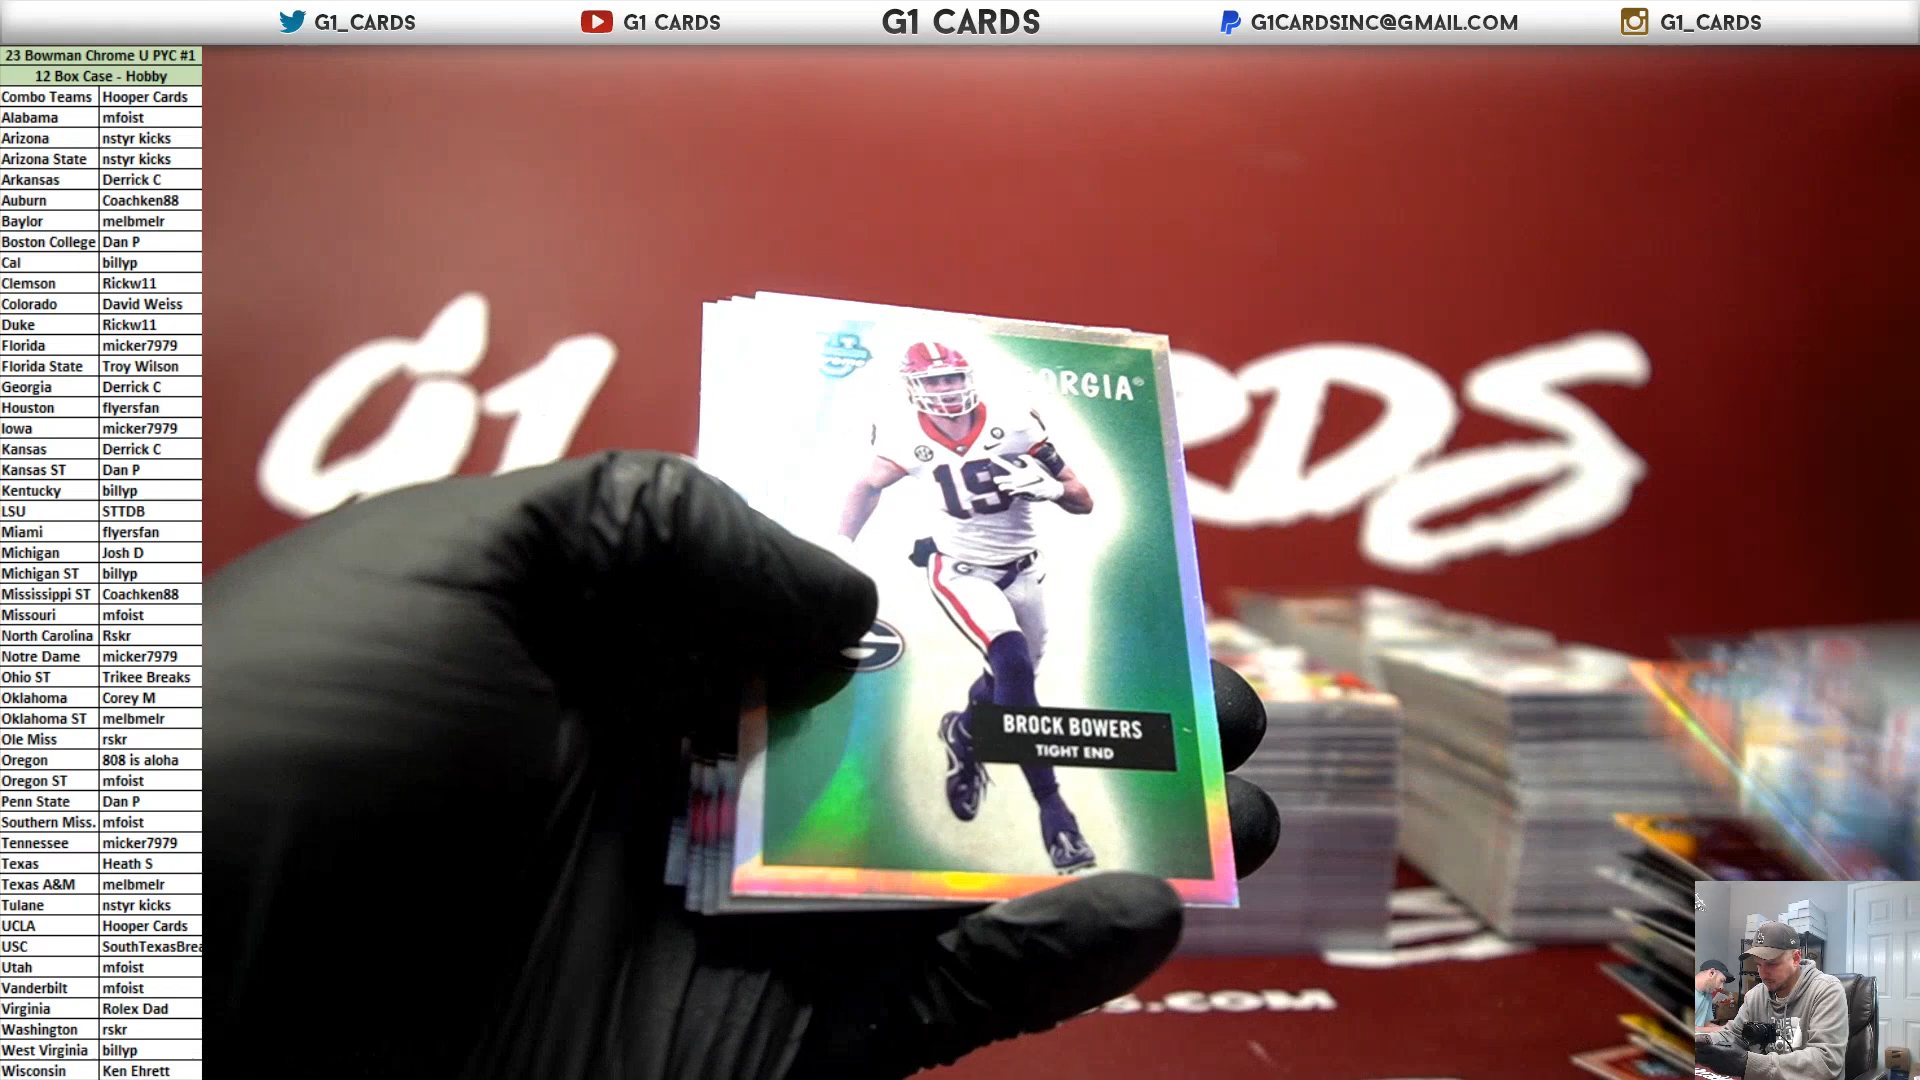 G1_CARDS
G1 CARDS
G1 CARDS
G1CARDSINC@GMAIL.COM
G1_CARDS
23 Bowman Chrome U PYC #1
12 Box Case - Hobby
Combo Teams Hooper Cards
Alabama mfoist
Arizona nstyr kicks
Arizona State nstyr kicks
Arkansas Derrick C
Auburn Coachken88
Baylor melbmelr
Boston College Dan P
Cal billyp
Clemson Rickw11
Colorado David Weiss
Duke Rickw11
Florida micker7979
Florida State Troy Wilson
Georgia Derrick C
Houston flyersfan
Iowa micker7979
Kansas Derrick C
Kansas ST Dan P
Kentucky billyp
LSU STTDB
Miami flyersfan
Michigan Josh D
Michigan ST billyp
Mississippi ST Coachken88
Missouri mfoist
North Carolina Rskr
Notre Dame micker7979
Ohio ST Trikee Breaks
Oklahoma Corey M
Oklahoma ST melbmelr
Ole Miss rskr
Oregon 808 is aloha
Oregon ST mfoist
Penn State Dan P
Southern Miss. mfoist
Tennessee micker7979
Texas Heath S
Texas A&M melbmelr
Tulane nstyr kicks
UCLA Hooper Cards
USC SouthTexasBrea
Utah mfoist
Vanderbilt mfoist
Virginia Rolex Dad
Washington rskr
West Virginia billyp
Wisconsin Ken Ehrett
G1 RDS
ORGIA
19
G
BROCK BOWERS
TIGHT END
.COM